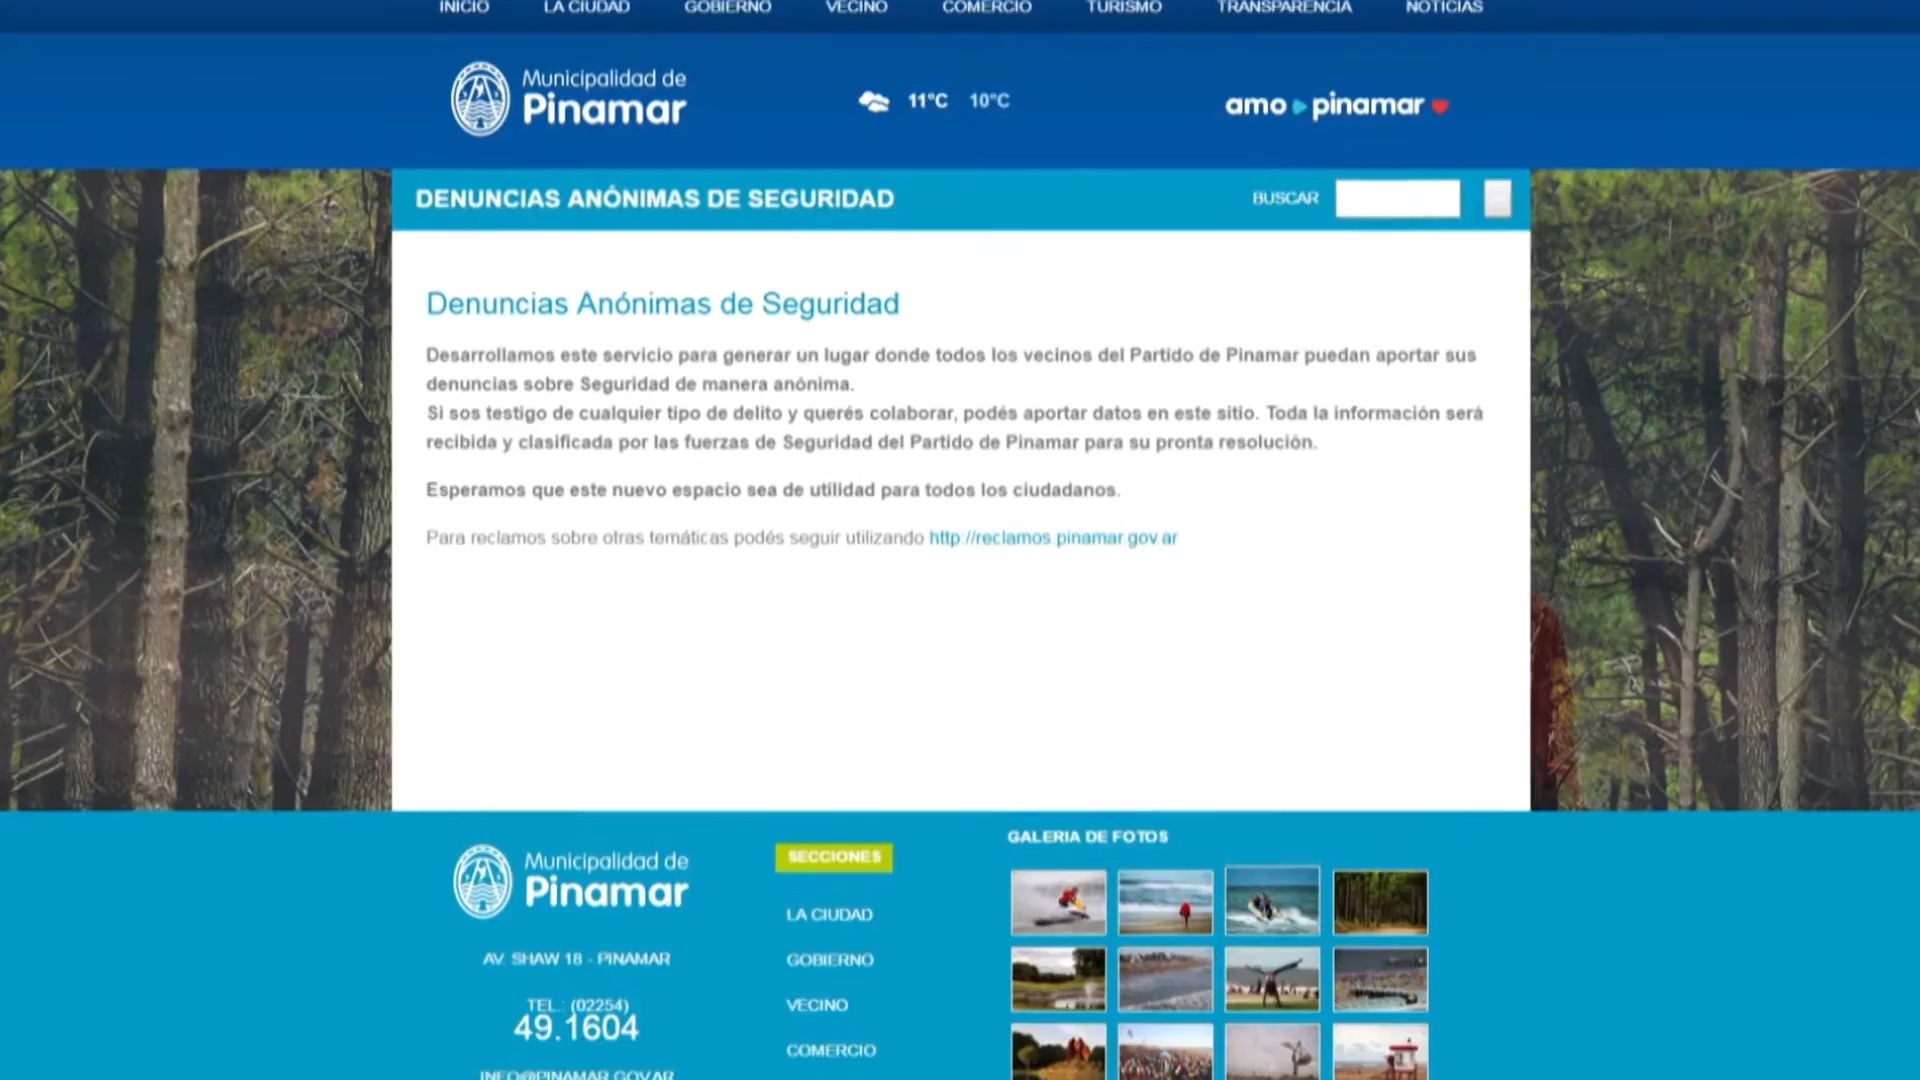 INICIO LA CIUDAD GOBIERNO VECINO COMERCIO TURISMO TRANSPARENCIA NOTICIAS
Municipalidad de
Pinamar
11°C 10°C
amo pinamar
DENUNCIAS ANÓNIMAS DE SEGURIDAD
BUSCAR
Denuncias Anónimas de Seguridad
Desarrollamos este servicio para generar un lugar donde todos los vecinos del Partido de Pinamar puedan aportar sus
denuncias sobre Seguridad de manera anónima.
Si sos testigo de cualquier tipo de delito y querés colaborar, podés aportar datos en este sitio. Toda la información será
recibida y clasificada por las fuerzas de Seguridad del Partido de Pinamar para su pronta resolución.
Esperamos que este nuevo espacio sea de utilidad para todos los ciudadanos.
Para reclamos sobre otras temáticas podés seguir utilizando http://reclamos.pinamar.gov.ar
Municipalidad de
Pinamar
AV. SHAW 18 - PINAMAR
TEL.: (02254)
49.1604
INFO@PINAMAR.GOV.AR
SECCIONES
LA CIUDAD
GOBIERNO
VECINO
COMERCIO
GALERIA DE FOTOS